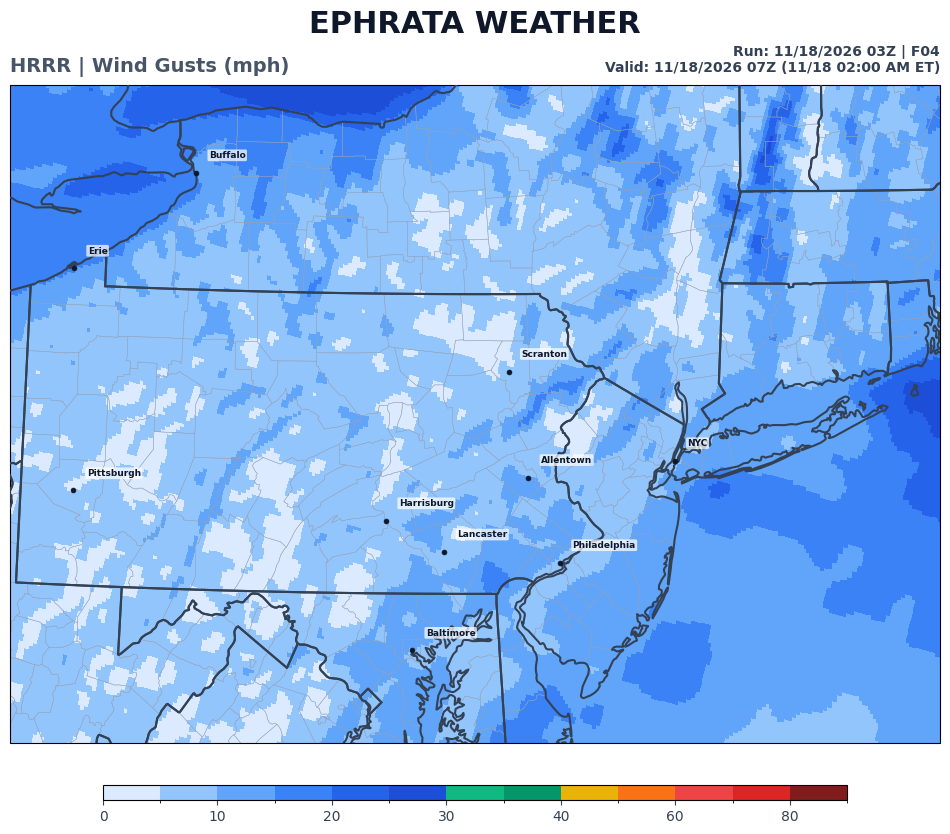 EPHRATA WEATHER
HRRR | Wind Gusts (mph)
Run: 11/18/2026 03Z | F04
Valid: 11/18/2026 07Z (11/18 02:00 AM ET)
Buffalo
Erie
Scranton
NYC
Allentown
Pittsburgh
Harrisburg
Lancaster
Philadelphia
Baltimore
0 10 20 30 40 50 60 70 80